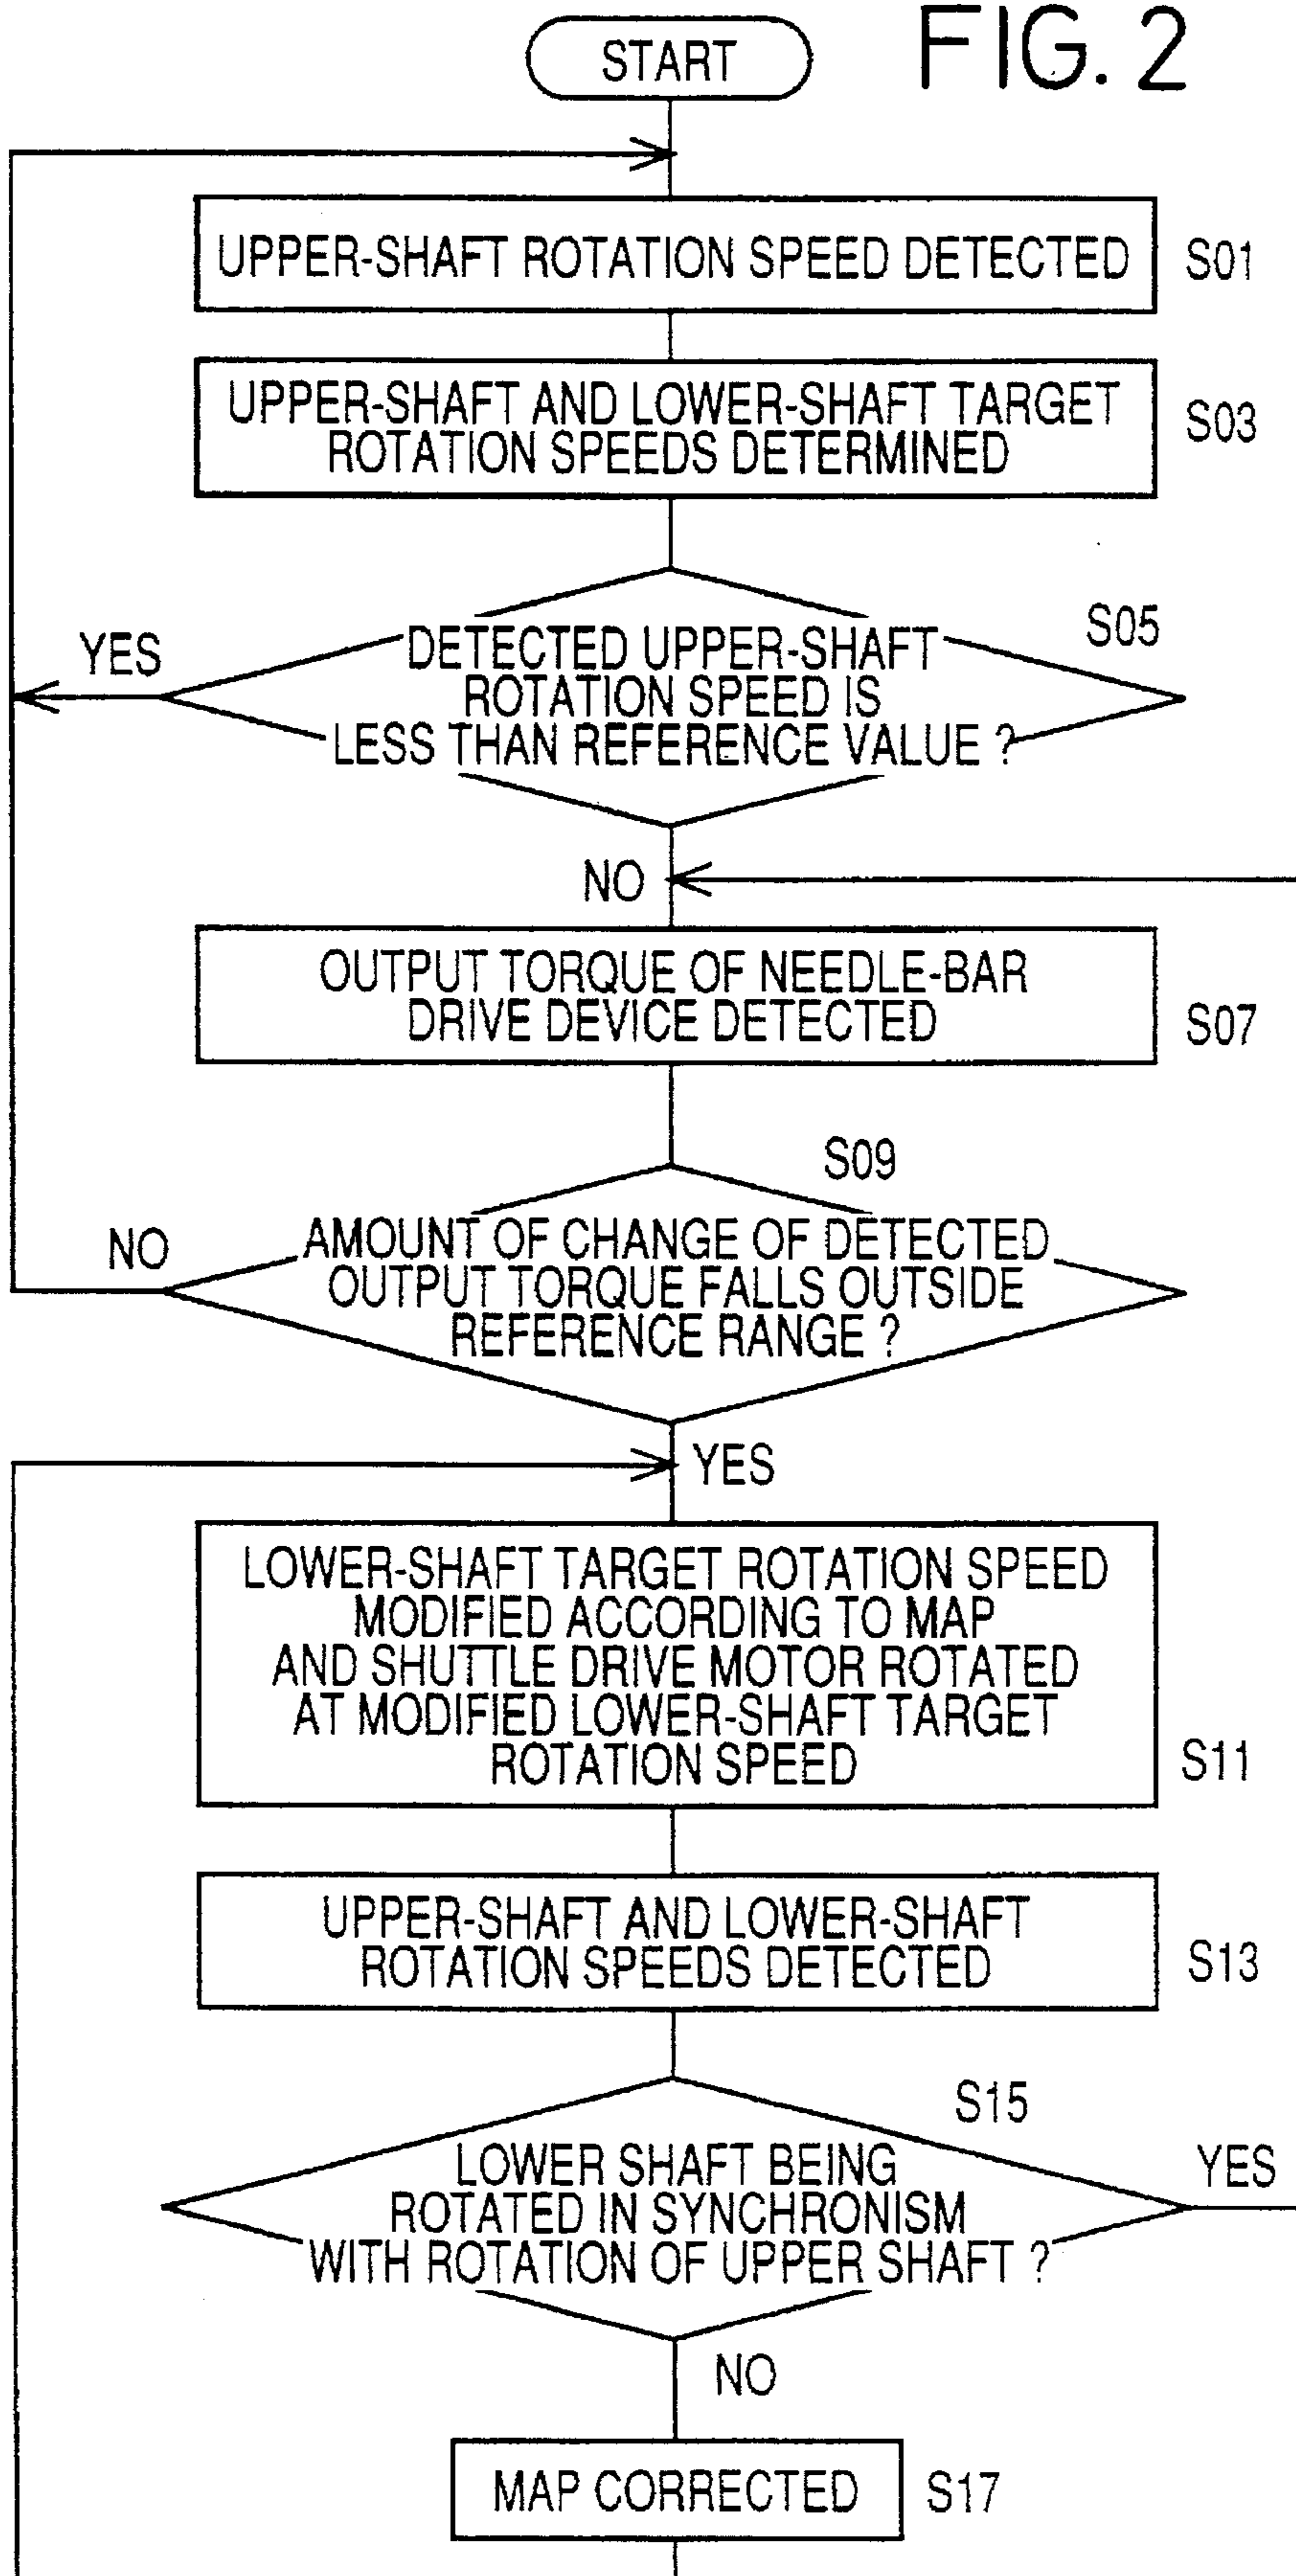 FIG. 2
START
UPPER-SHAFT ROTATION SPEED DETECTED
S01
UPPER-SHAFT AND LOWER-SHAFT TARGET
ROTATION SPEEDS DETERMINED
S03
S05
YES
DETECTED UPPER-SHAFT
ROTATION SPEED IS
LESS THAN REFERENCE VALUE ?
NO
OUTPUT TORQUE OF NEEDLE-BAR
DRIVE DEVICE DETECTED
S07
S09
NO
AMOUNT OF CHANGE OF DETECTED
OUTPUT TORQUE FALLS OUTSIDE
REFERENCE RANGE ?
YES
LOWER-SHAFT TARGET ROTATION SPEED
MODIFIED ACCORDING TO MAP
AND SHUTTLE DRIVE MOTOR ROTATED
AT MODIFIED LOWER-SHAFT TARGET
ROTATION SPEED
S11
UPPER-SHAFT AND LOWER-SHAFT
ROTATION SPEEDS DETECTED
S13
S15
LOWER SHAFT BEING
ROTATED IN SYNCHRONISM
WITH ROTATION OF UPPER SHAFT ?
YES
NO
MAP CORRECTED
S17